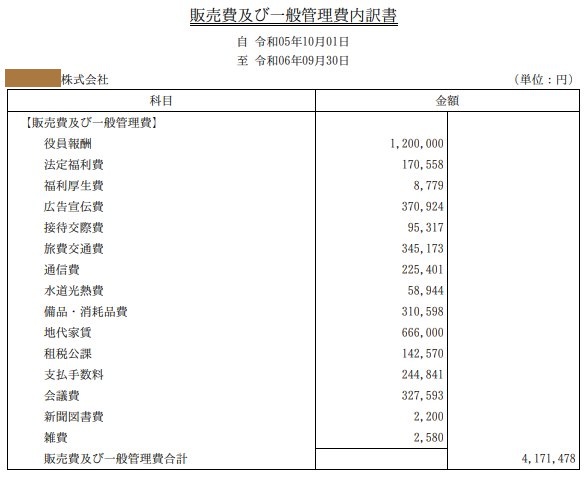 販売費及び一般管理費内訳書
自 令和05年10月01日
至 令和06年09月30日
株式会社 （単位：円）
科目 金額
【販売費及び一般管理費】
役員報酬 1,200,000
法定福利費 170,558
福利厚生費 8,779
広告宣伝費 370,924
接待交際費 95,317
旅費交通費 345,173
通信費 225,401
水道光熱費 58,944
備品・消耗品費 310,598
地代家賃 666,000
租税公課 142,570
支払手数料 244,841
会議費 327,593
新聞図書費 2,200
雑費 2,580
販売費及び一般管理費合計 4,171,478